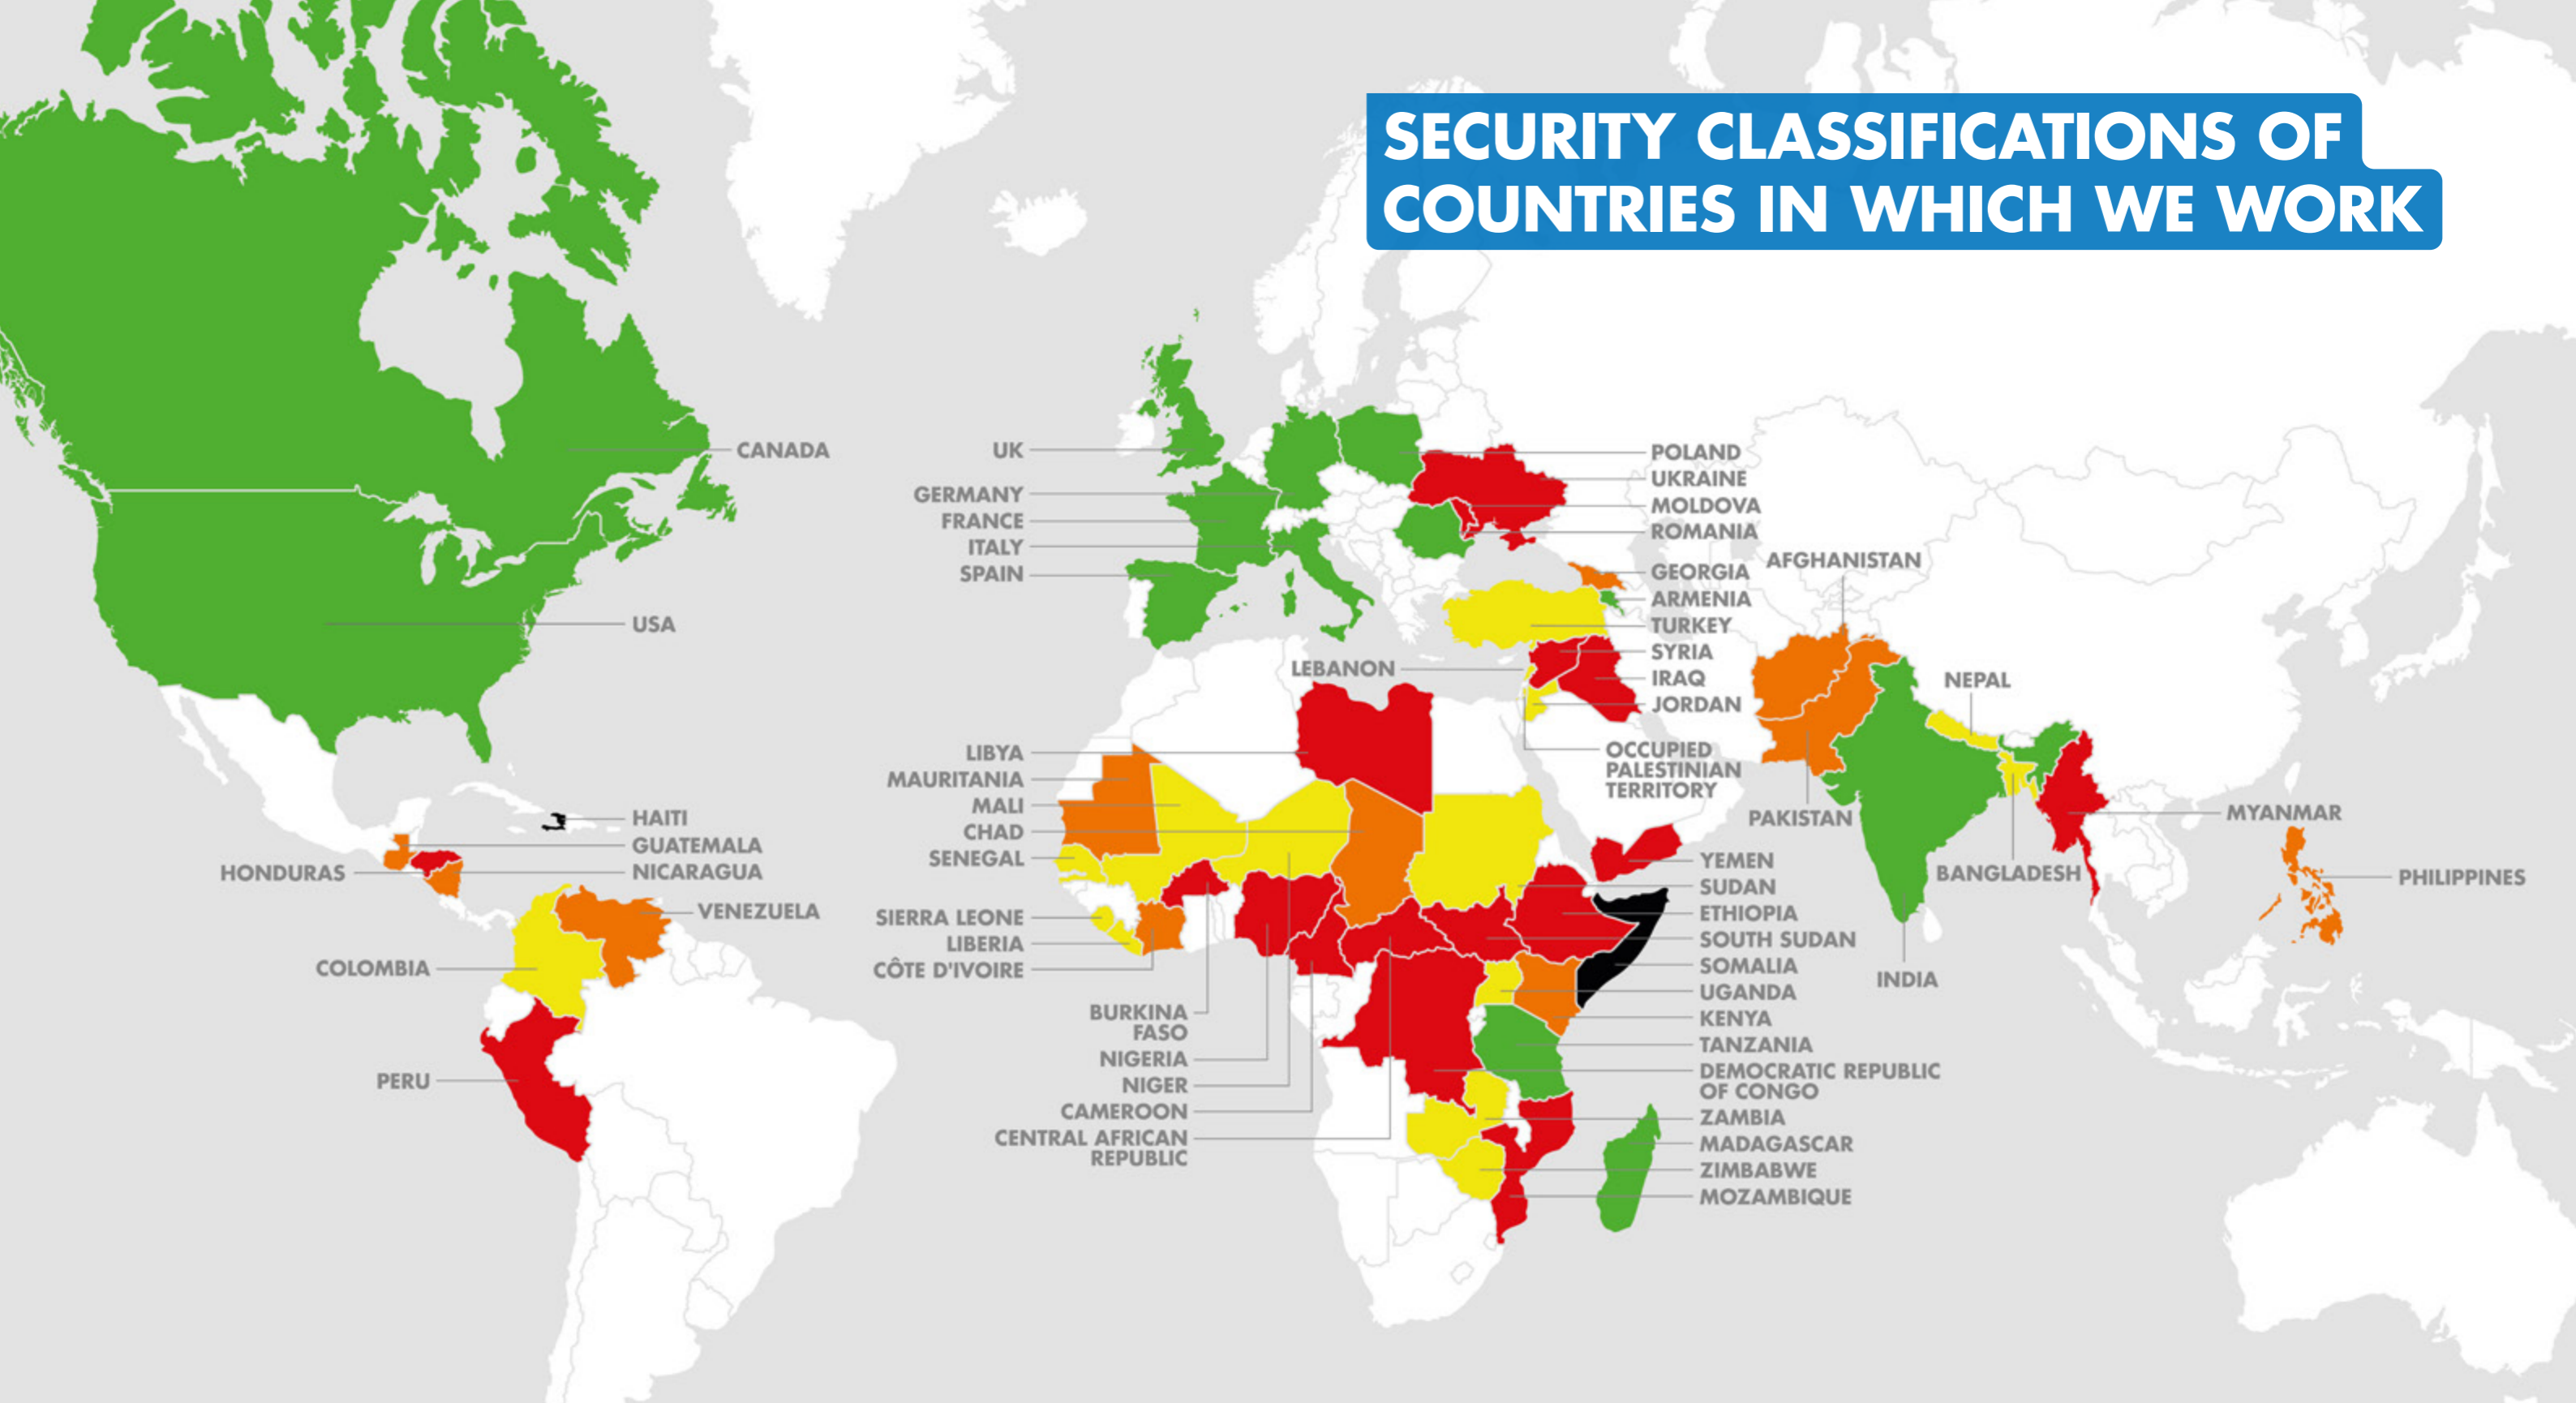 SECURITY CLASSIFICATIONS OF
COUNTRIES IN WHICH WE WORK
CANADA
USA
HAITI
GUATEMALA
HONDURAS
NICARAGUA
VENEZUELA
COLOMBIA
PERU
UK
GERMANY
FRANCE
ITALY
SPAIN
POLAND
UKRAINE
MOLDOVA
ROMANIA
GEORGIA
ARMENIA
TURKEY
SYRIA
IRAQ
JORDAN
LEBANON
OCCUPIED
PALESTINIAN
TERRITORY
AFGHANISTAN
NEPAL
PAKISTAN
BANGLADESH
INDIA
MYANMAR
PHILIPPINES
LIBYA
MAURITANIA
MALI
CHAD
SENEGAL
SIERRA LEONE
LIBERIA
CÔTE D'IVOIRE
BURKINA
FASO
NIGERIA
NIGER
CAMEROON
CENTRAL AFRICAN
REPUBLIC
YEMEN
SUDAN
ETHIOPIA
SOUTH SUDAN
SOMALIA
UGANDA
KENYA
TANZANIA
DEMOCRATIC REPUBLIC
OF CONGO
ZAMBIA
MADAGASCAR
ZIMBABWE
MOZAMBIQUE